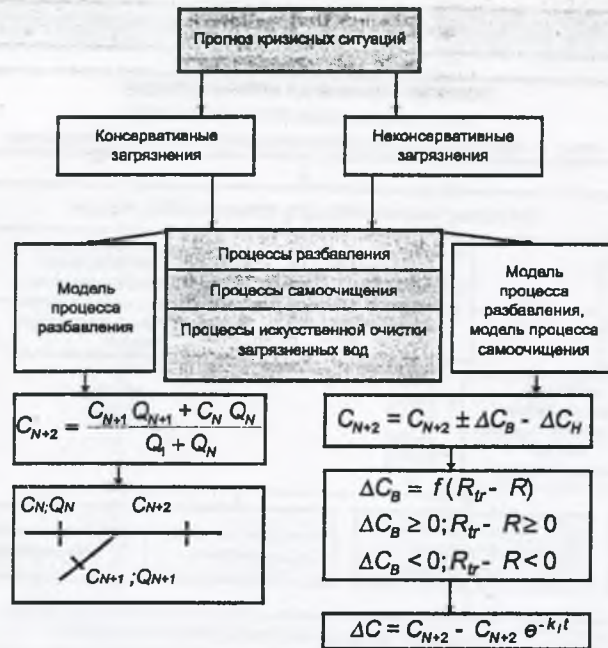 Прогноз кризисных ситуаций
Консервативные
загрязнения
Неконсервативные
загрязнения
Модель
процесса
разбавления
Процессы разбавления
Процессы самоочищения
Процессы искусственной очистки
загрязненных вод
Модель
процесса
разбавления,
модель процесса
самоочищения
C_{N+2} = \frac{C_{N+1} Q_{N+1} + C_N Q_N}{Q_1 + Q_N}
C_{N+2} = C_{N+2} ± ΔC_B - ΔC_H
C_N;Q_N C_{N+2}
C_{N+1} ;Q_{N+1}
ΔC_B = f(R_{tr} - R)
ΔC_B ≥ 0;R_{tr} - R ≥ 0
ΔC_B < 0;R_{tr} - R < 0
ΔC = C_{N+2} - C_{N+2} e^{-k_l t}